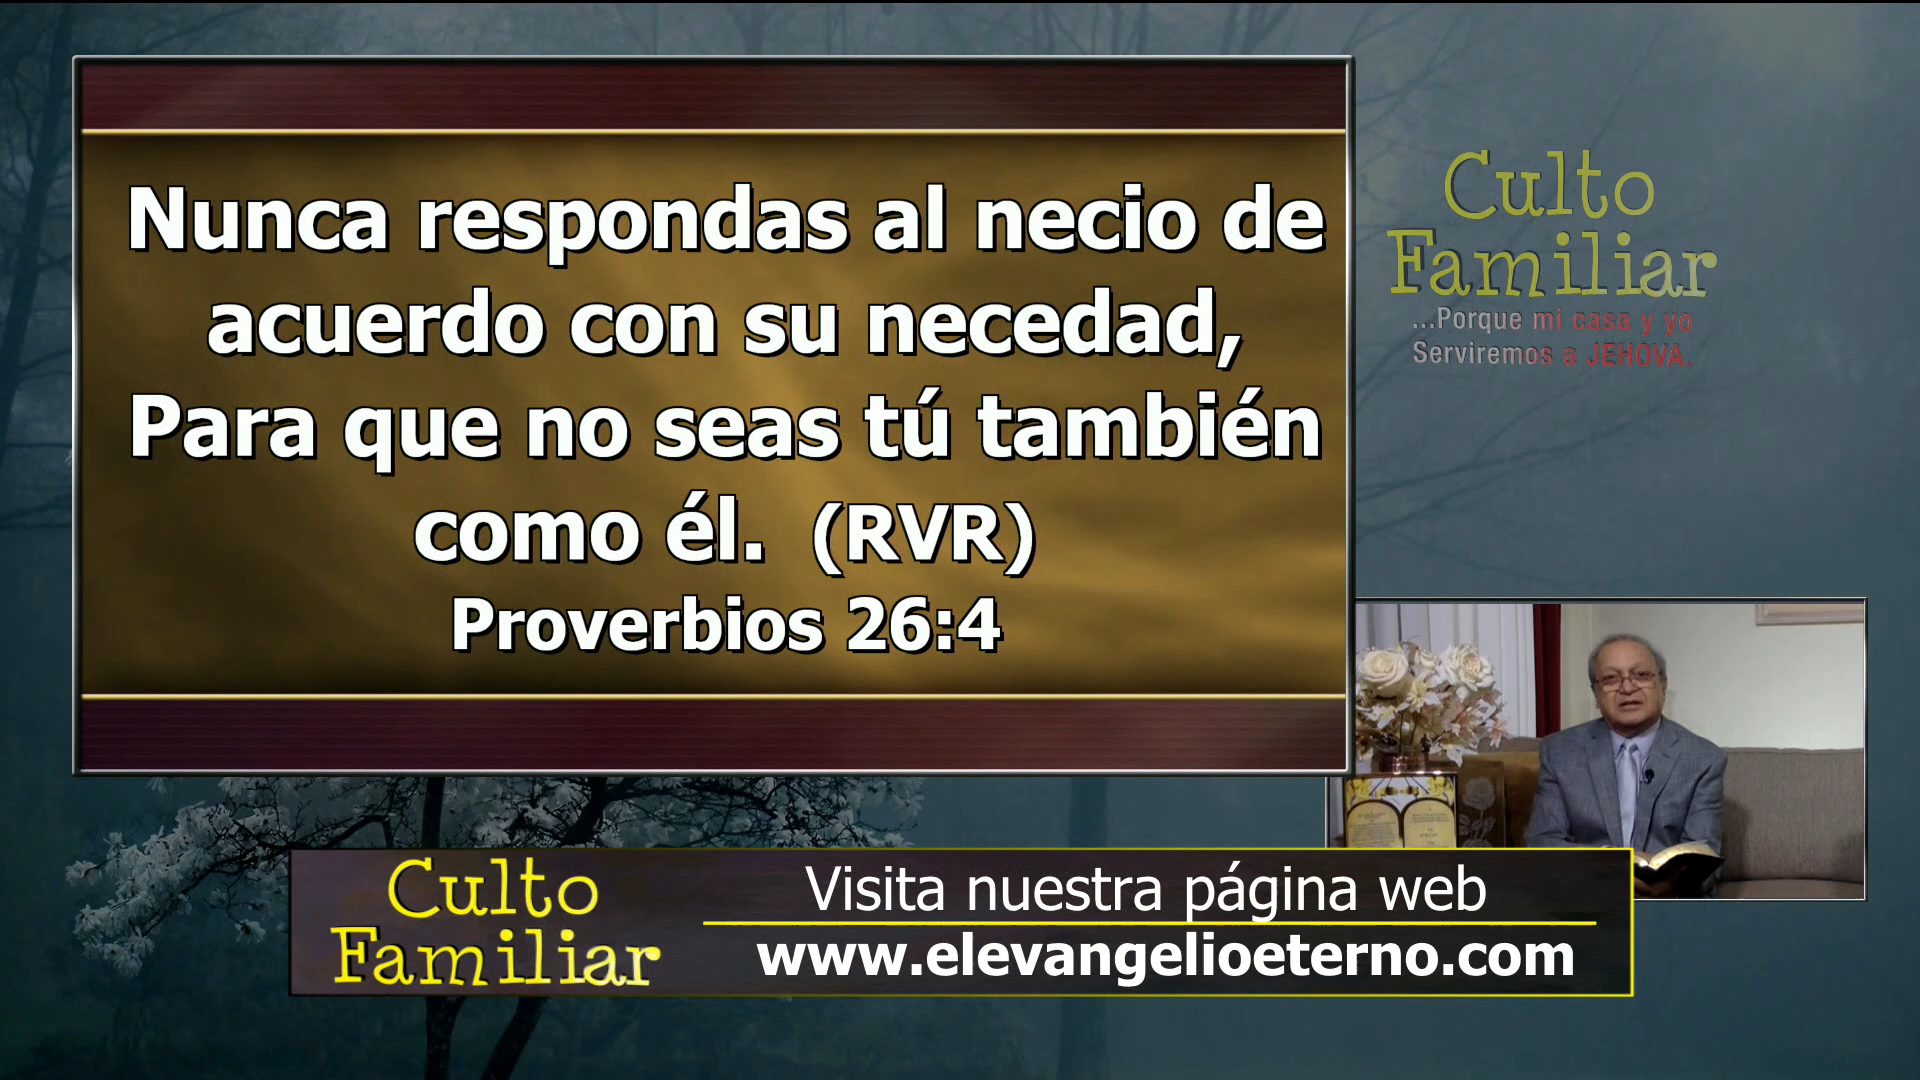 Nunca respondas al necio de
acuerdo con su necedad,
Para que no seas tú también
como él. (RVR)
Proverbios 26:4
Culto
Familiar
...Porque mi casa y yo
Serviremos a JEHOVA.
Culto
Familiar
Visita nuestra página web
www.elevangelioeterno.com